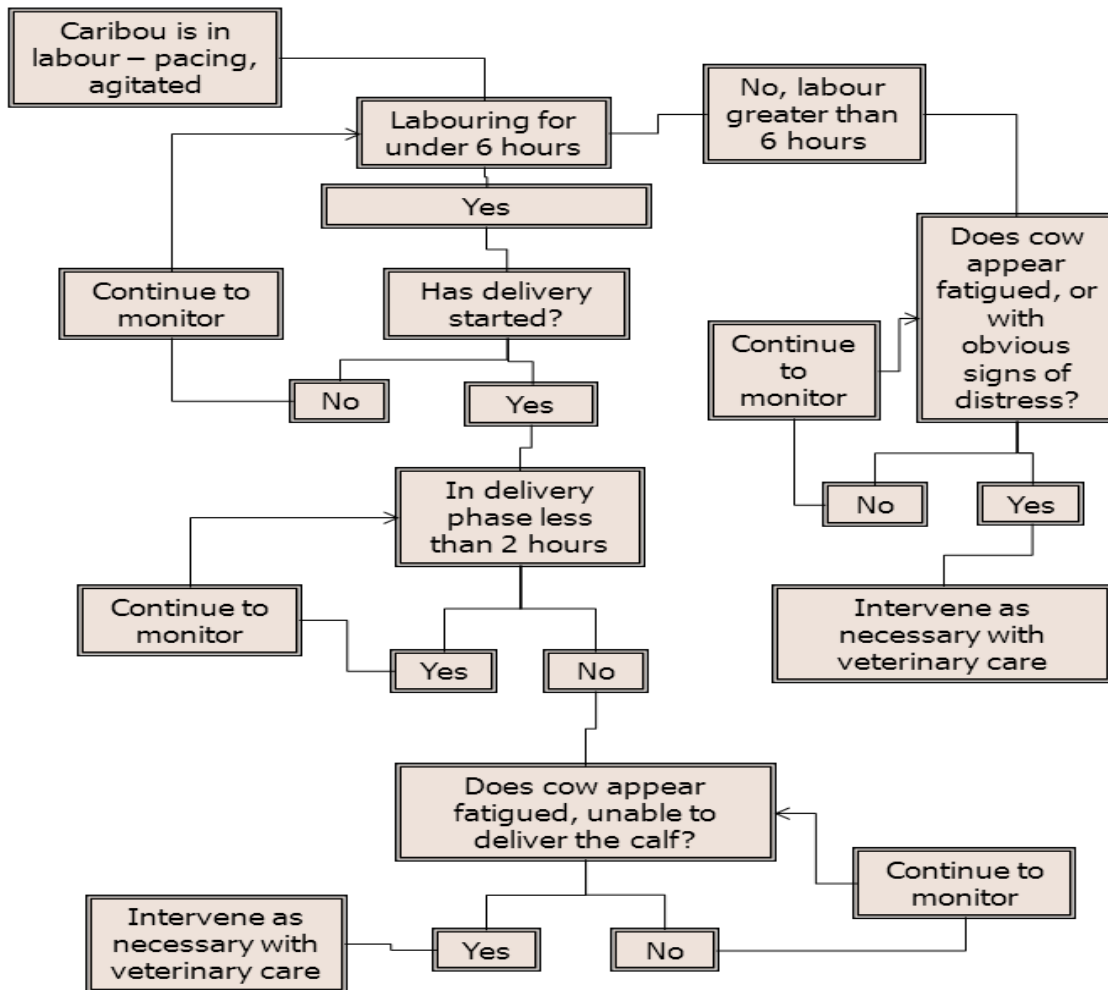 Caribou is in
labour – pacing,
agitated
Labouring for
under 6 hours
No, labour
greater than
6 hours
Yes
Does cow
appear
fatigued, or
with
obvious
signs of
distress?
Continue to
monitor
Has delivery
started?
Continue
to
monitor
No
Yes
No
Yes
In delivery
phase less
than 2 hours
Continue to
monitor
Intervene as
necessary with
veterinary care
Yes
No
Does cow appear
fatigued, unable to
deliver the calf?
Continue to
monitor
Intervene as
necessary with
veterinary care
Yes
No